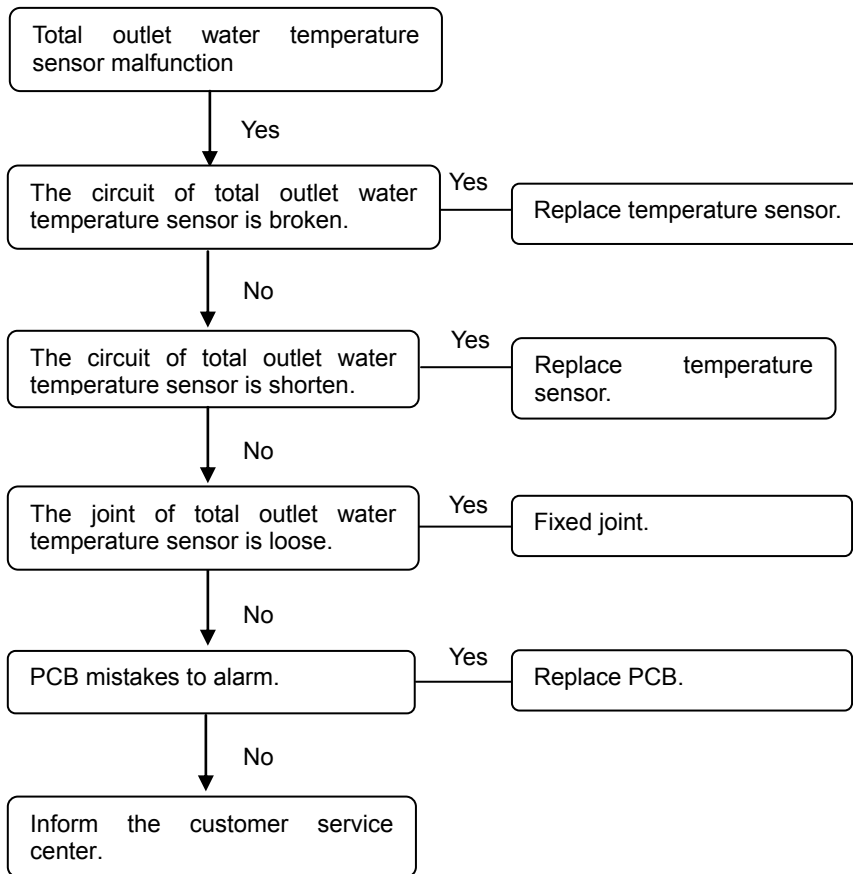 Total outlet water temperature
sensor malfunction
Yes
The circuit of total outlet water
temperature sensor is broken.
Yes
Replace temperature sensor.
No
The circuit of total outlet water
temperature sensor is shorten.
Yes
Replace temperature
sensor.
No
The joint of total outlet water
temperature sensor is loose.
Yes
Fixed joint.
No
PCB mistakes to alarm.
Yes
Replace PCB.
No
Inform the customer service
center.